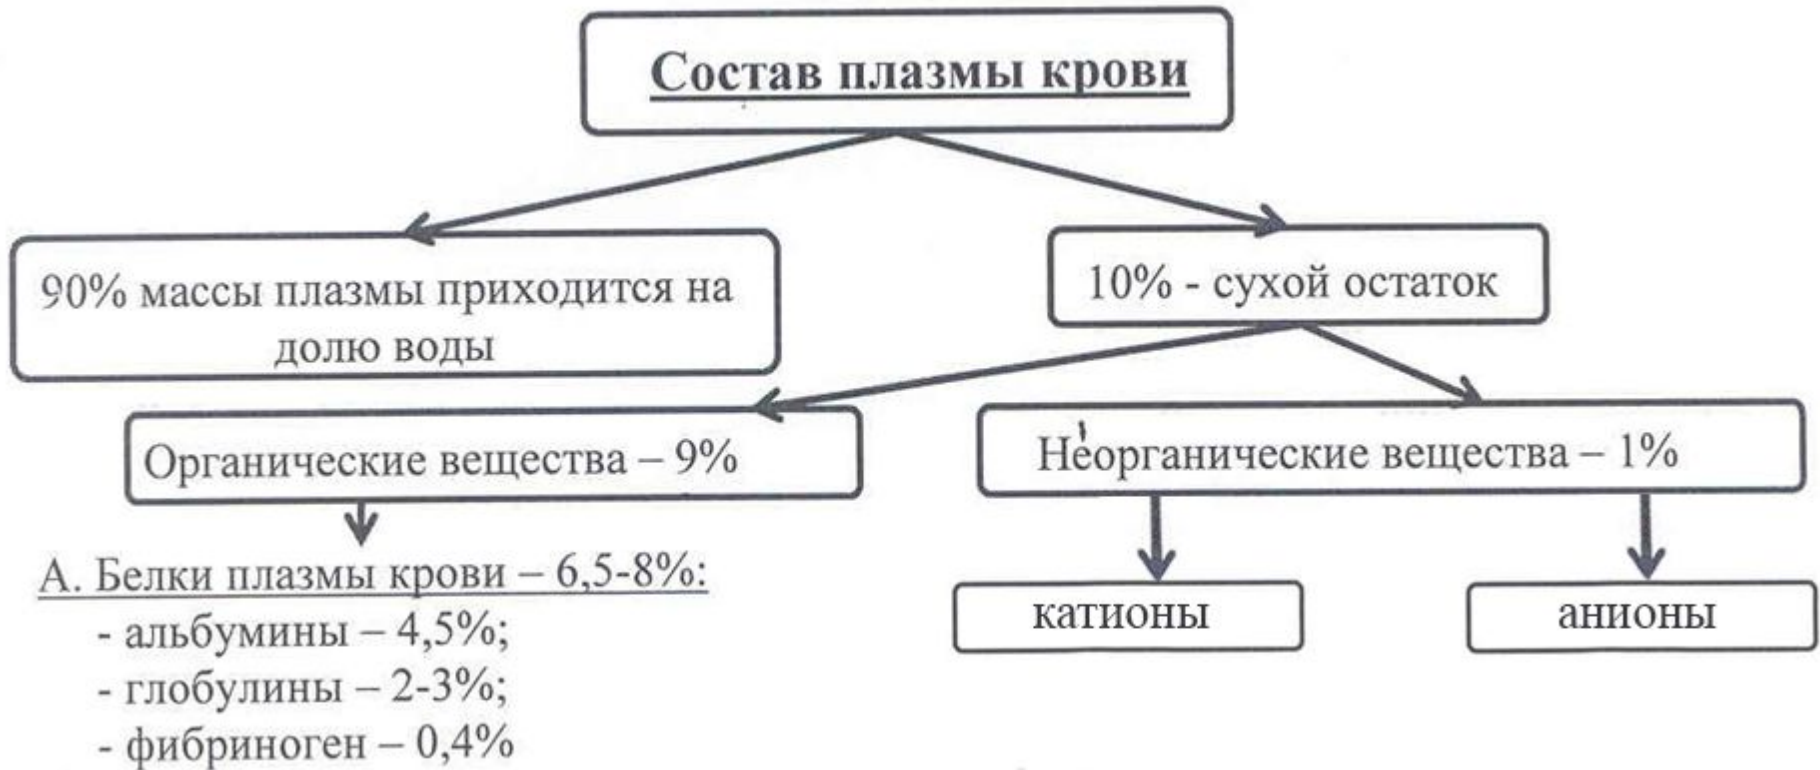 Состав плазмы крови
90% массы плазмы приходится на
долю воды
10% - сухой остаток
Органические вещества – 9%
Неорганические вещества – 1%
А. Белки плазмы крови – 6,5-8%:
- альбумины – 4,5%;
- глобулины – 2-3%;
- фибриноген – 0,4%
катионы
анионы